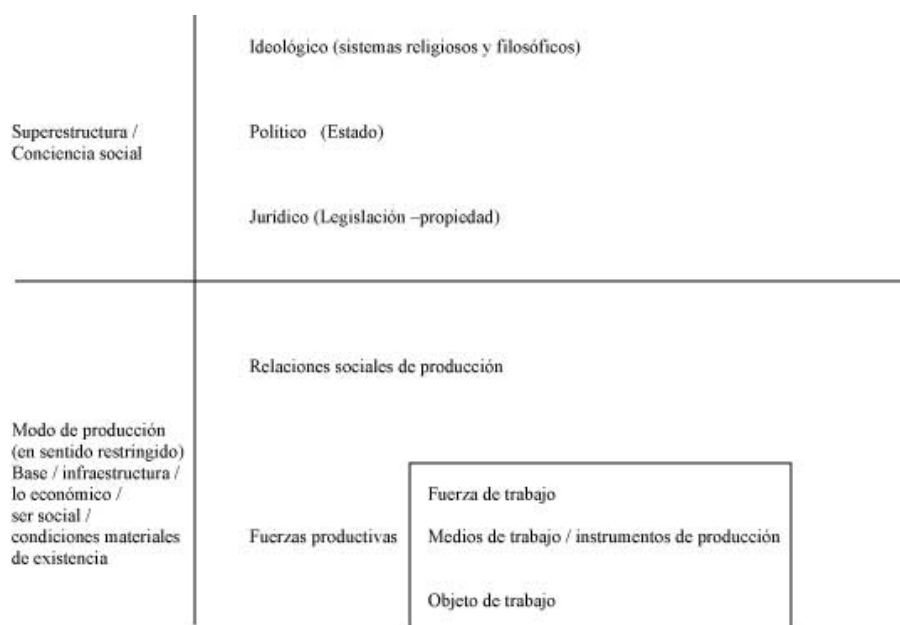 Ideológico (sistemas religiosos y filosóficos)
Superestructura /
Conciencia social
Político (Estado)
Jurídico (Legislación –propiedad)
Relaciones sociales de producción
Modo de producción
(en sentido restringido)
Base / infraestructura /
lo económico /
ser social /
condiciones materiales
de existencia
Fuerzas productivas
Fuerza de trabajo
Medios de trabajo / instrumentos de producción
Objeto de trabajo